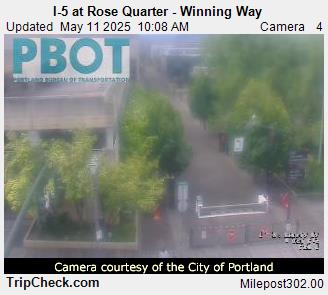 I-5 at Rose Quarter - Winning Way
Updated May 11 2025 10:08 AM Camera 4
PBOT
PORTLAND BUREAU OF TRANSPORTATION
Camera courtesy of the City of Portland
TripCheck.com Milepost302.00